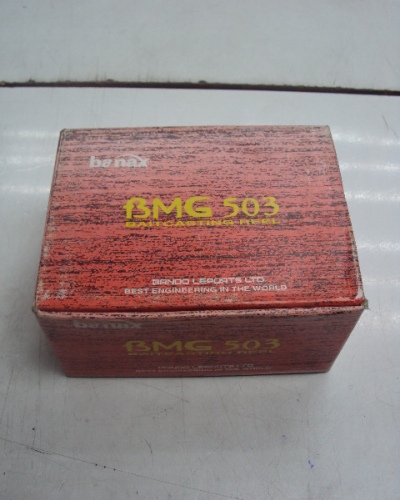 banax
BMG 503
BAITCASTING REEL
BANDO LEPORTS LTD.
BEST ENGINEERING IN THE WORLD
banax
BMG 503